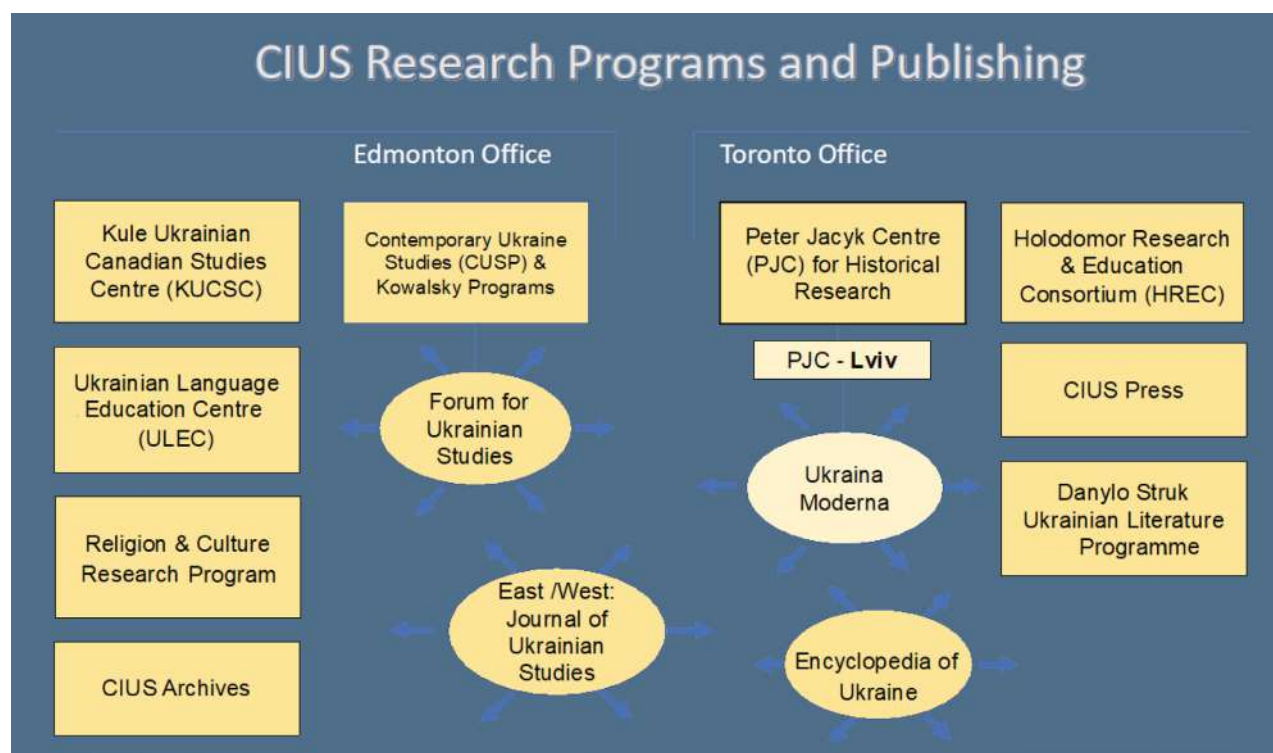 CIUS Research Programs and Publishing
Edmonton Office
Kule Ukrainian
Canadian Studies
Centre (KUCSC)
Contemporary Ukraine
Studies (CUSP) &
Kowalsky Programs
Ukrainian Language
Education Centre
(ULEC)
Forum for
Ukrainian
Studies
Religion & Culture
Research Program
East /West:
Journal of
Ukrainian
Studies
CIUS Archives
Toronto Office
Peter Jacyk Centre
(PJC) for Historical
Research
Holodomor Research
& Education
Consortium (HREC)
PJC - Lviv
CIUS Press
Ukraina
Moderna
Danylo Struk
Ukrainian Literature
Programme
Encyclopedia of
Ukraine